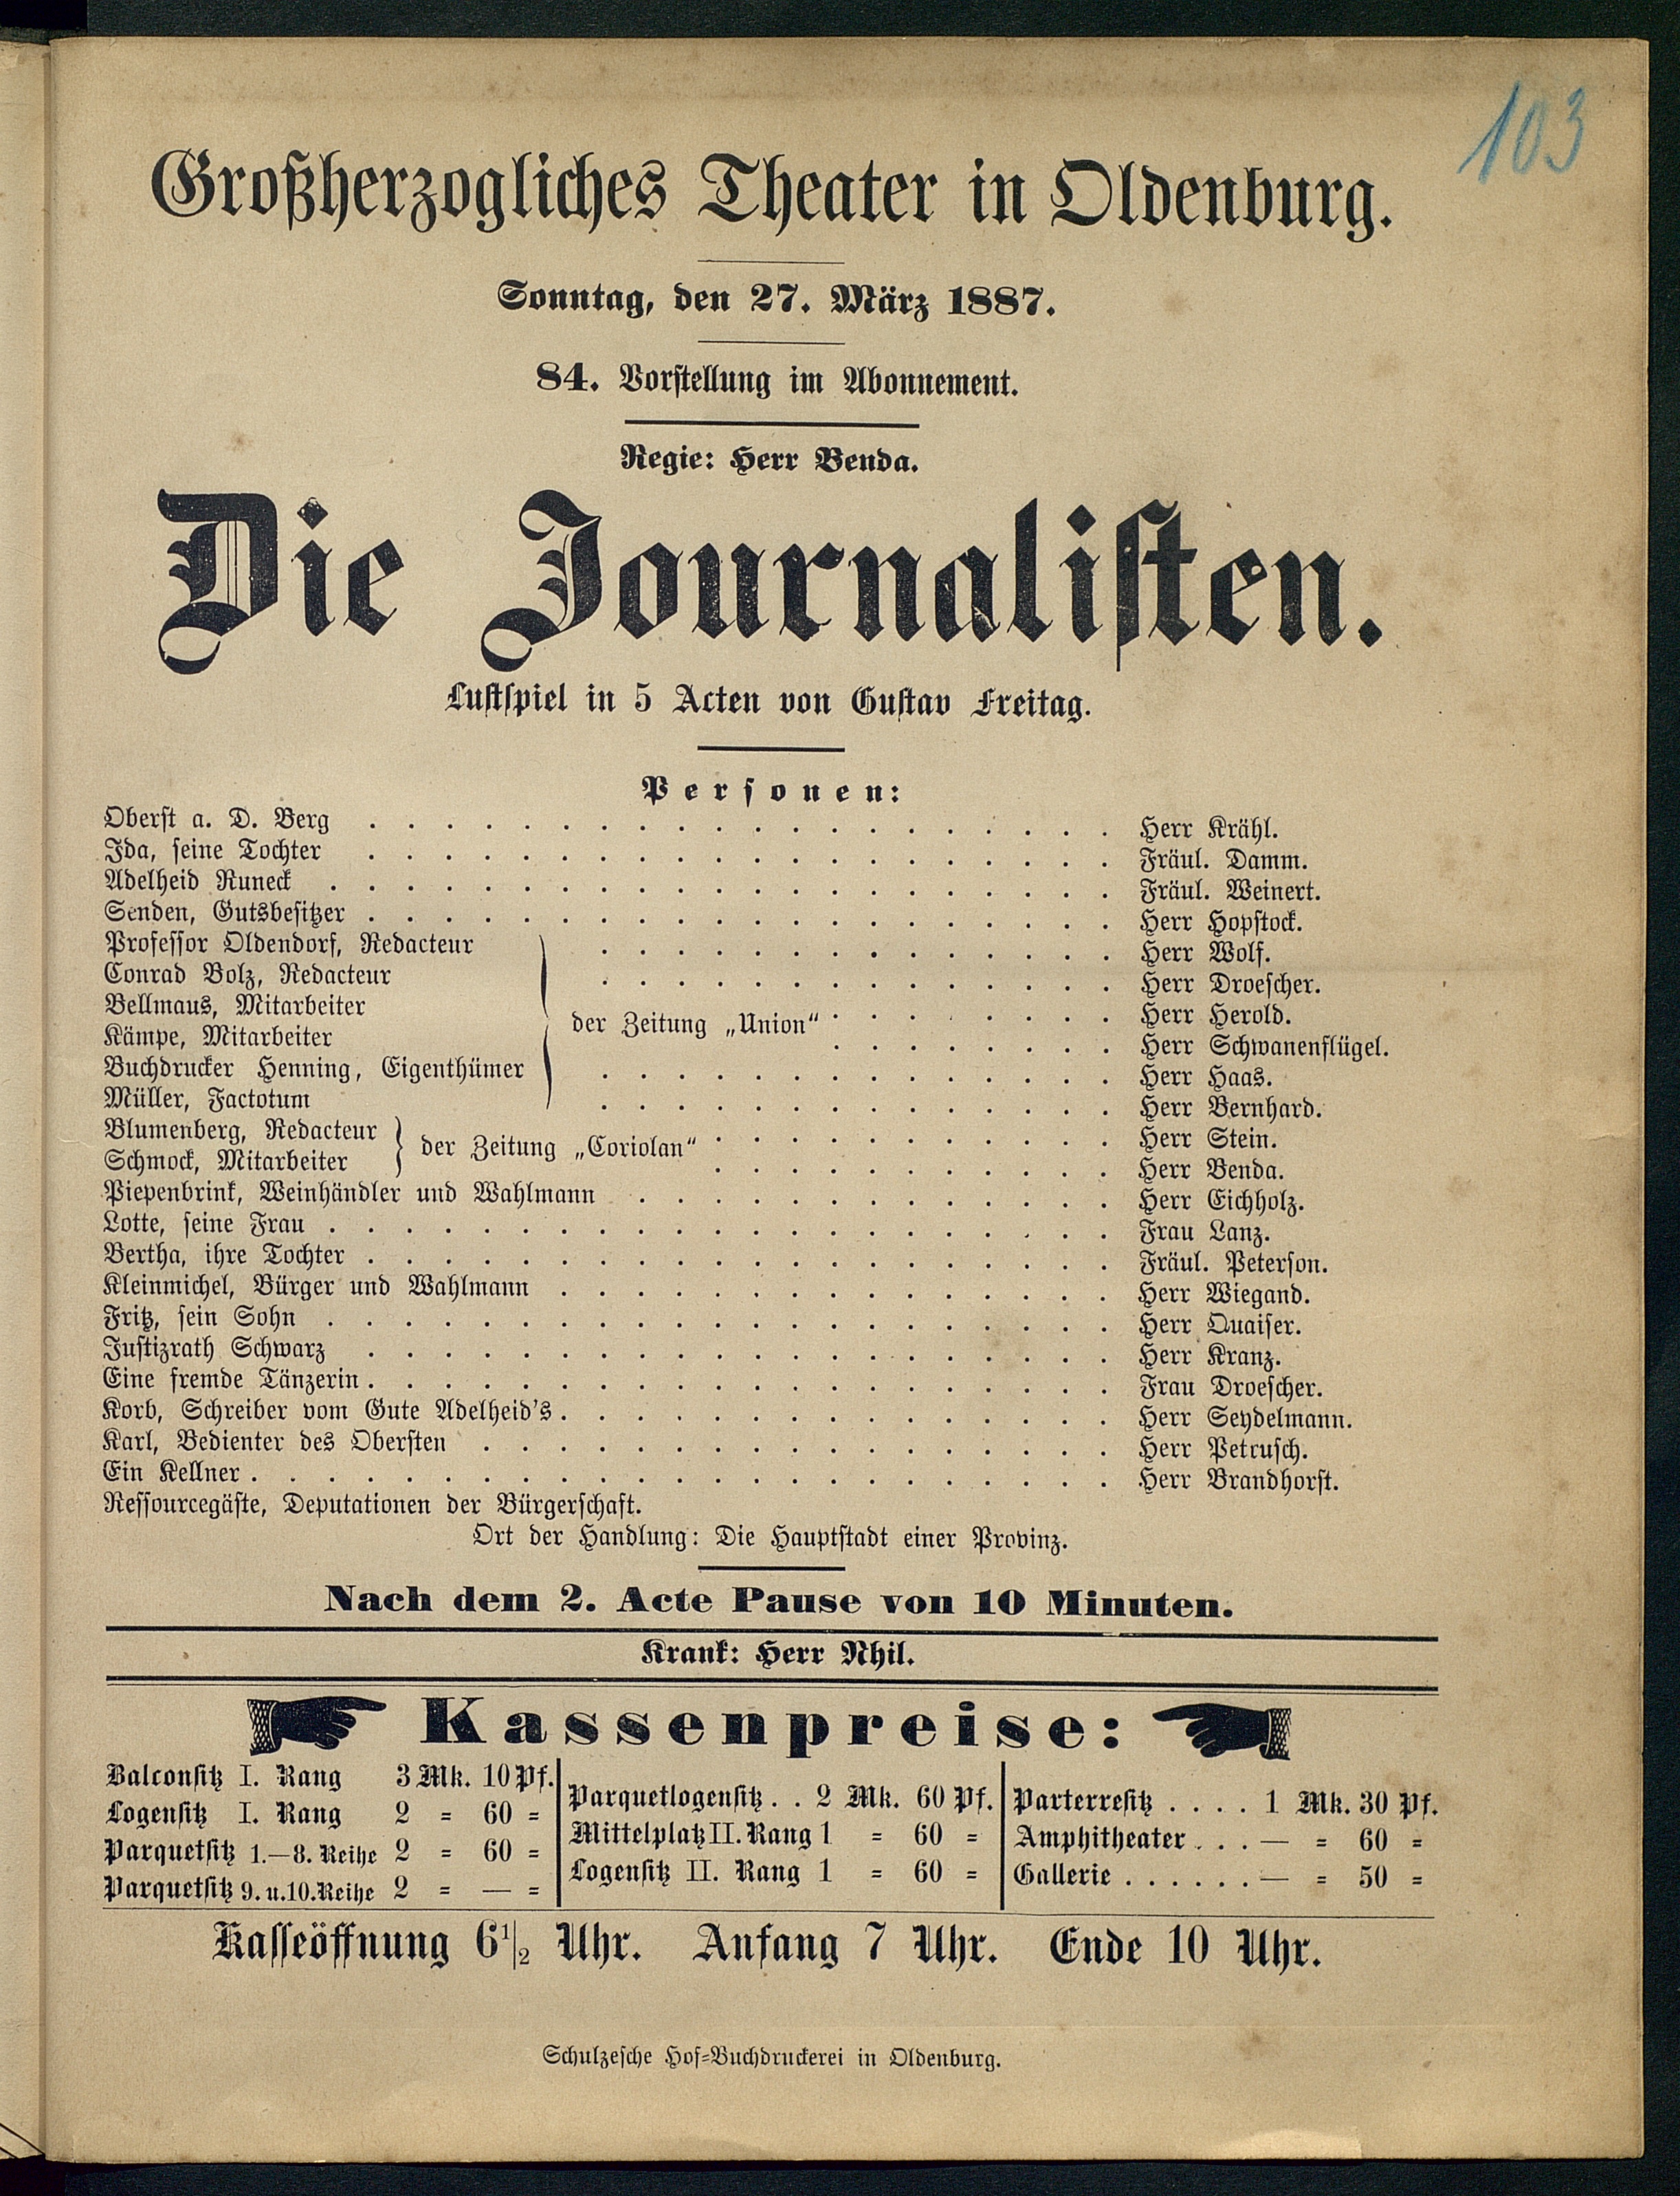 103
Großherzogliches Theater in Oldenburg.
Sonntag, den 27. März 1887.
84. Vorstellung im Abonnement.
Regie: Herr Benda.
Die Journalisten.
Lustspiel in 5 Acten von Gustav Freitag.
Personen:
Oberst a. D. Berg . . . . . . . . . . . . . . . . . . . . Herr Krähl.
Ida, seine Tochter . . . . . . . . . . . . . . . . . . . . Fräul. Damm.
Adelheid Runeck . . . . . . . . . . . . . . . . . . . . . Fräul. Weinert.
Senden, Gutsbesitzer . . . . . . . . . . . . . . . . . . . . Herr Hopstock.
Professor Oldendorf, Redacteur . . . . . . . . . . . . . . Herr Wolf.
Conrad Bolz, Redacteur . . . . . . . . . . . . . . Herr Droescher.
Bellmaus, Mitarbeiter . . . . . . . . Herr Herold.
der Zeitung „Union“
Kämpe, Mitarbeiter . . . . . . . . Herr Schwanenflügel.
Buchdrucker Henning, Eigenthümer . . . . . . . . . . . . . . Herr Haas.
Müller, Factotum . . . . . . . . . . . . . . Herr Bernhard.
Blumenberg, Redacteur . . . . . . . . . . . Herr Stein.
der Zeitung „Coriolan“
Schmock, Mitarbeiter . . . . . . . . . . . Herr Benda.
Piepenbrink, Weinhändler und Wahlmann . . . . . . . . . . . . . Herr Eichholz.
Lotte, seine Frau . . . . . . . . . . . . . . . . . . . . . Frau Lanz.
Bertha, ihre Tochter . . . . . . . . . . . . . . . . . . . . Fräul. Peterson.
Kleinmichel, Bürger und Wahlmann . . . . . . . . . . . . . . . Herr Wiegand.
Fritz, sein Sohn . . . . . . . . . . . . . . . . . . . . . Herr Quaiser.
Justizrath Schwarz . . . . . . . . . . . . . . . . . . . . Herr Kranz.
Eine fremde Tänzerin . . . . . . . . . . . . . . . . . . . . Frau Droescher.
Korb, Schreiber vom Gute Adelheid's . . . . . . . . . . . . . . . Herr Seydelmann.
Karl, Bedienter des Obersten . . . . . . . . . . . . . . . . . Herr Petrusch.
Ein Kellner . . . . . . . . . . . . . . . . . . . . . . . Herr Brandhorst.
Ressourcegäste, Deputationen der Bürgerschaft.
Ort der Handlung: Die Hauptstadt einer Provinz.
Nach dem 2. Acte Pause von 10 Minuten.
Krank: Herr Nhil.
Kassenpreise:
Balconsitz I. Rang 3 Mk. 10 Pf.
Logensitz I. Rang 2 = 60 =
Parquetsitz 1.—8. Reihe 2 = 60 =
Parquetsitz 9. u. 10. Reihe 2 = — =
Parquetlogensitz . . 2 Mk. 60 Pf.
Mittelplatz II. Rang 1 = 60 =
Logensitz II. Rang 1 = 60 =
Parterresitz . . . . 1 Mk. 30 Pf.
Amphitheater . . . — = 60 =
Gallerie . . . . . . — = 50 =
Kasseöffnung 6 1/2 Uhr. Anfang 7 Uhr. Ende 10 Uhr.
Schulzesche Hof=Buchdruckerei in Oldenburg.